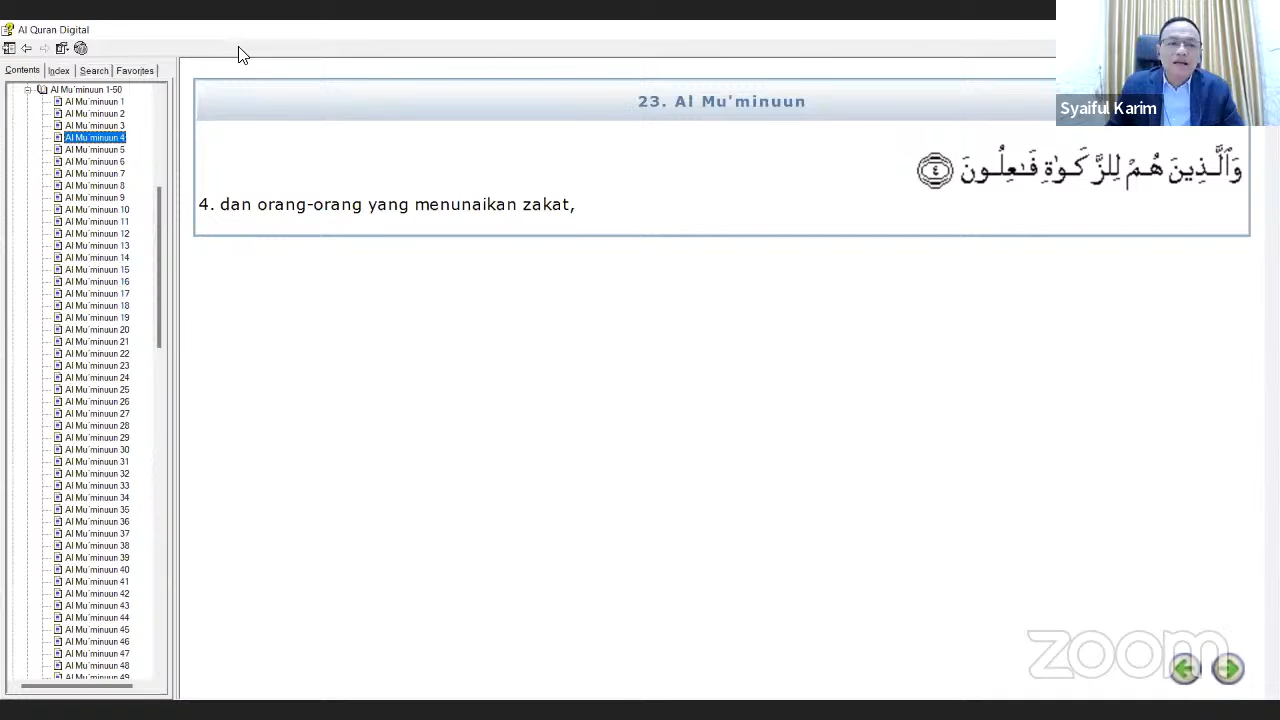 Al Quran Digital
Contents
Index
Search
Favorites
Al Mu'minuun 1-50
Al Mu'minuun 1
Al Mu'minuun 2
Al Mu'minuun 3
Al Mu'minuun 4
Al Mu'minuun 5
Al Mu'minuun 6
Al Mu'minuun 7
Al Mu'minuun 8
Al Mu'minuun 9
Al Mu'minuun 10
Al Mu'minuun 11
Al Mu'minuun 12
Al Mu'minuun 13
Al Mu'minuun 14
Al Mu'minuun 15
Al Mu'minuun 16
Al Mu'minuun 17
Al Mu'minuun 18
Al Mu'minuun 19
Al Mu'minuun 20
Al Mu'minuun 21
Al Mu'minuun 22
Al Mu'minuun 23
Al Mu'minuun 24
Al Mu'minuun 25
Al Mu'minuun 26
Al Mu'minuun 27
Al Mu'minuun 28
Al Mu'minuun 29
Al Mu'minuun 30
Al Mu'minuun 31
Al Mu'minuun 32
Al Mu'minuun 33
Al Mu'minuun 34
Al Mu'minuun 35
Al Mu'minuun 36
Al Mu'minuun 37
Al Mu'minuun 38
Al Mu'minuun 39
Al Mu'minuun 40
Al Mu'minuun 41
Al Mu'minuun 42
Al Mu'minuun 43
Al Mu'minuun 44
Al Mu'minuun 45
Al Mu'minuun 46
Al Mu'minuun 47
Al Mu'minuun 48
Al Mu'minuun 49
23. Al Mu'minuun
وَٱلَّذِينَ هُمْ لِلزَّكَوٰةِ فَـٰعِلُونَ ٤
4. dan orang-orang yang menunaikan zakat,
Syaiful Karim
zoom